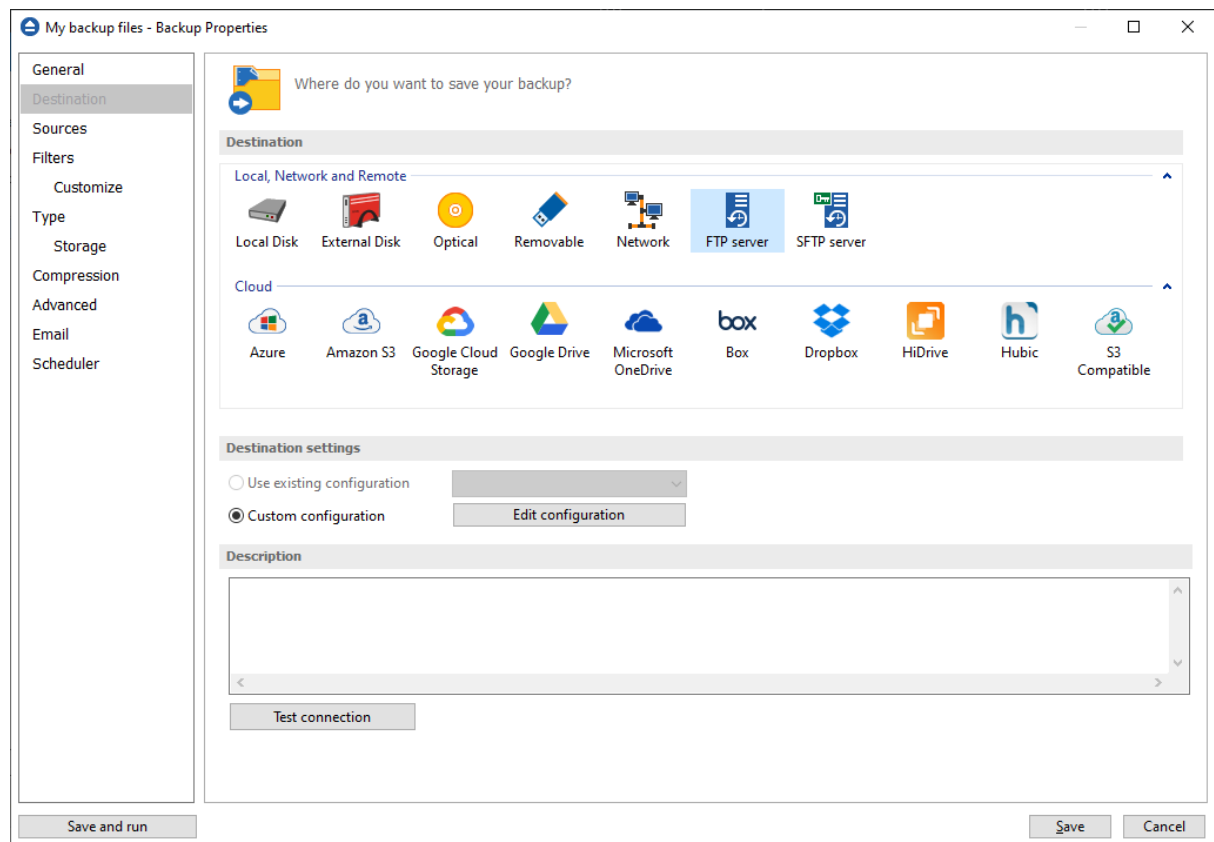 My backup files - Backup Properties
General
Destination
Sources
Filters
Customize
Type
Storage
Compression
Advanced
Email
Scheduler
Where do you want to save your backup?
Destination
Local, Network and Remote
Local Disk External Disk Optical Removable Network FTP server SFTP server
Cloud
Azure Amazon S3 Google Cloud Google Drive Microsoft Box Dropbox HiDrive Hubic S3
Storage OneDrive Compatible
Destination settings
Use existing configuration
Custom configuration Edit configuration
Description
Test connection
Save and run Save Cancel